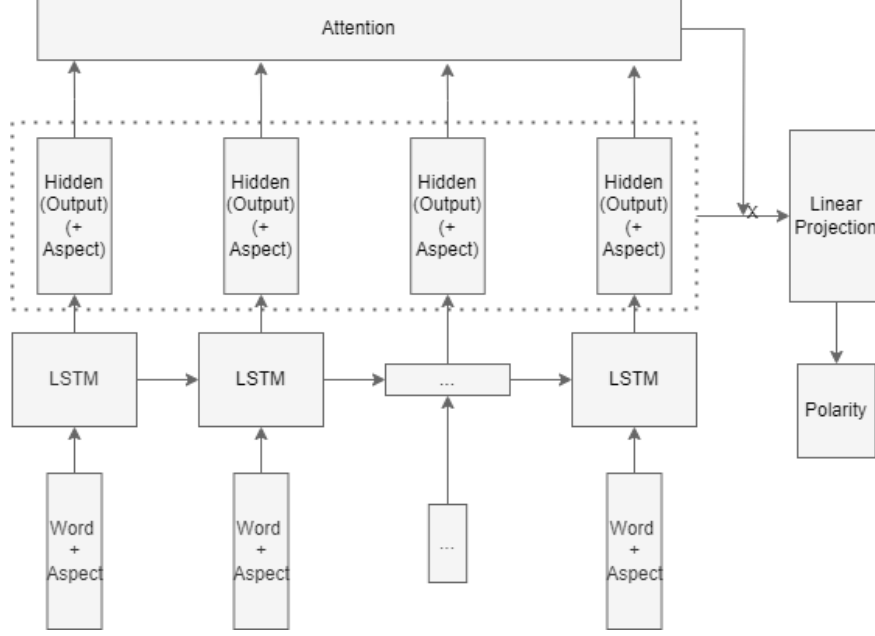 Attention
Hidden
(Output)
(+
Aspect)
Hidden
(Output)
(+
Aspect)
Hidden
(Output)
(+
Aspect)
Hidden
(Output)
(+
Aspect)
X
Linear
Projection
LSTM
LSTM
...
LSTM
Polarity
Word
+
Aspect
Word
+
Aspect
...
Word
+
Aspect